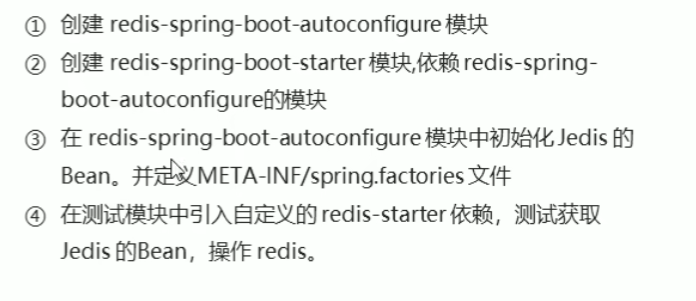 ① 创建 redis-spring-boot-autoconfigure 模块
② 创建 redis-spring-boot-starter 模块,依赖 redis-spring-
boot-autoconfigure的模块
③ 在 redis-spring-boot-autoconfigure 模块中初始化 Jedis 的
Bean。并定义META-INF/spring.factories 文件
④ 在测试模块中引入自定义的 redis-starter 依赖，测试获取
Jedis 的Bean，操作 redis。